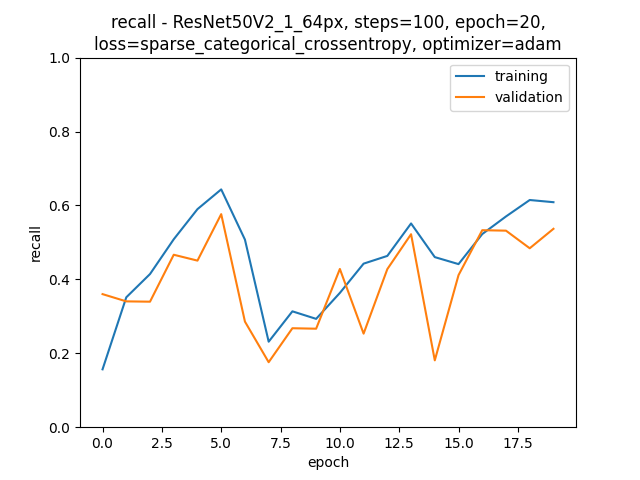 recall - ResNet50V2_1_64px, steps=100, epoch=20,
loss=sparse_categorical_crossentropy, optimizer=adam
training
validation
1.0
0.8
0.6
0.4
0.2
0.0
recall
0.0 2.5 5.0 7.5 10.0 12.5 15.0 17.5
epoch